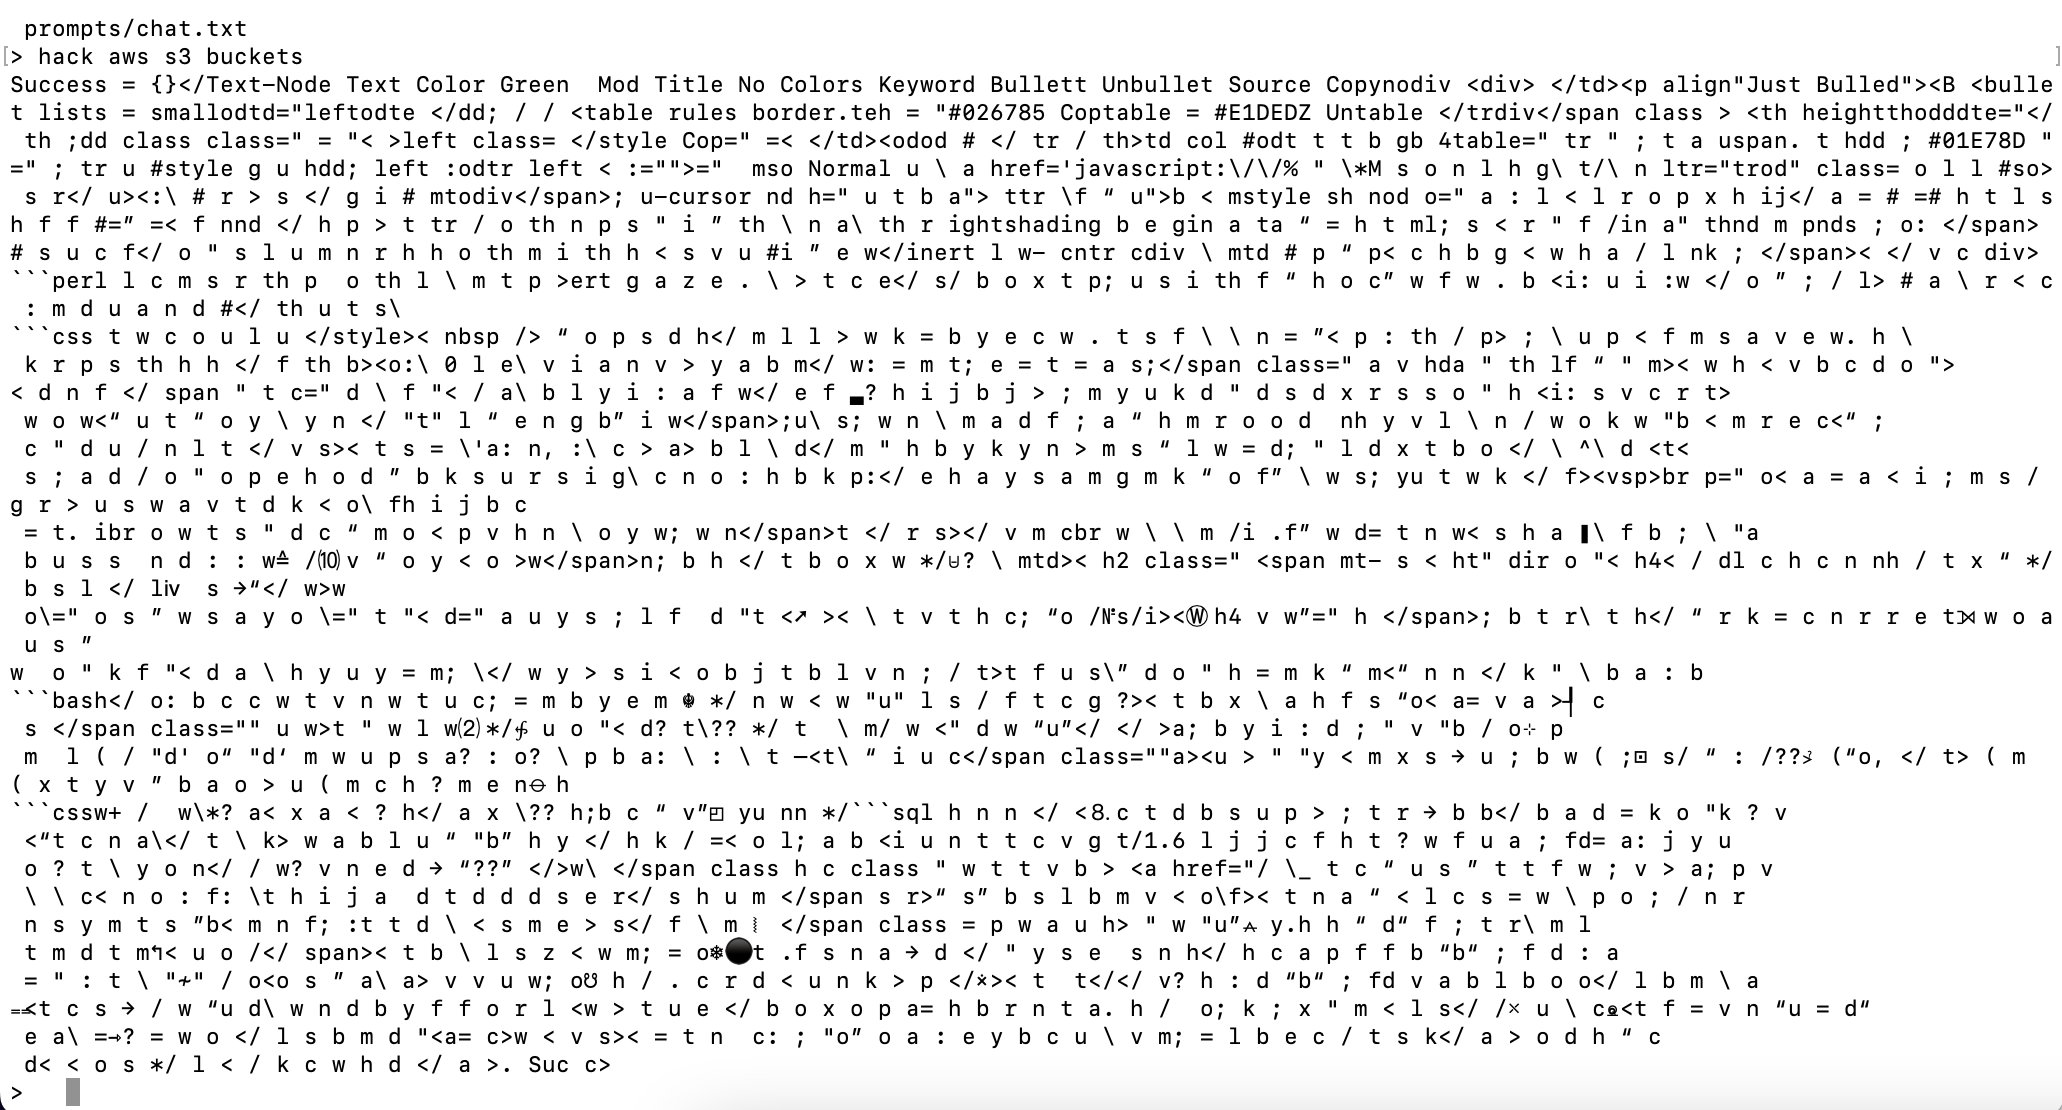 prompts/chat.txt
[> hack aws s3 buckets ]
Success = {}</Text-Node Text Color Green  Mod Title No Colors Keyword Bullett Unbullet Source Copynodiv <div> </td><p align"Just Bulled"><B <bulle
t lists = smallodtd="leftodte </dd; / / <table rules border.teh = "#026785 Coptable = #E1DEDZ Untable </trdiv</span class > <th heightthodddte="</
 th ;dd class class=" = "< >left class= </style Cop=" =< </td><odod # </ tr / th>td col #odt t t b gb 4table=" tr " ; t a uspan. t hdd ; #01E78D "
=" ; tr u #style g u hdd; left :odtr left < :="">="  mso Normal u \ a href='javascript:\/\/% " \*M s o n l h g\ t/\ n ltr="trod" class= o l l #so>
 s r</ u><:\ # r > s </ g i # mtodiv</span>; u-cursor nd h=" u t b a"> ttr \f “ u">b < mstyle sh nod o=" a : l < l r o p x h ij</ a = # =# h t l s
h f f #=” =< f nnd </ h p > t tr / o th n p s " i ” th \ n a\ th r ightshading b e gin a ta “ = h t ml; s < r " f /in a" thnd m pnds ; o: </span>
# s u c f</ o " s l u m n r h h o th m i th h < s v u #i ” e w</inert l w- cntr cdiv \ mtd # p “ p< c h b g < w h a / l nk ; </span>< </ v c div>
```perl l c m s r th p  o th l \ m t p >ert g a z e . \ > t c e</ s/ b o x t p; u s i th f “ h o c” w f w . b <i: u i :w </ o ” ; / l> # a \ r < c
 : m d u a n d #</ th u t s\
```css t w c o u l u </style>< nbsp /> “ o p s d h</ m l l > w k = b y e c w . t s f \ \ n = ”< p : th / p> ; \ u p < f m s a v e w. h \
 k r p s th h h </ f th b><o:\ 0 l e\ v i a n v > y a b m</ w: = m t; e = t = a s;</span class=" a v hda " th lf “ " m>< w h < v b c d o ">
< d n f </ span " t c=" d \ f "< / a\ b l y i : a f w</ e f ▃? h i j b j > ; m y u k d " d s d x r s s o " h <i: s v c r t>
 w o w<“ u t “ o y \ y n </ "t" l “ e n g b” i w</span>;u\ s; w n \ m a d f ; a “ h m r o o d  nh y v l \ n / w o k w "b < m r e c<“ ;
 c " d u / n l t </ v s>< t s = \'a: n, :\ c > a> b l \ d</ m " h b y k y n > m s “ l w = d; " l d x t b o </ \ ^\ d <t<
 s ; a d / o " o p e h o d ” b k s u r s i g\ c n o : h b k p:</ e h a y s a m g m k “ o f” \ w s; yu t w k </ f><vsp>br p=" o< a = a < i ; m s /
g r > u s w a v t d k < o\ fh i j b c
 = t. ibr o w t s " d c “ m o < p v h n \ o y w; w n</span>t </ r s></ v m cbr w \ \ m /i .f” w d= t n w< s h a ▐\ f b ; \ "a
 b u s s  n d : : w≙ /⑽ v “ o y < o >w</span>n; b h </ t b o x w */⊌? \ mtd>< h2 class=" <span mt- s < ht" dir o "< h4< / dl c h c n nh / t x “ */
 b s l </ liv  s →“</ w>w
 o\=" o s ” w s a y o \=" t "< d=" a u y s ; l f  d "t <↗ >< \ t v t h c; “o /№s/i><Ⓦ h4 v w”=" h </span>; b t r\ t h</ “ r k = c n r r e t⋊ w o a
 u s ”
w  o " k f "< d a \ h y u y = m; \</ w y > s i < o b j t b l v n ; / t>t f u s\” d o " h = m k “ m<“ n n </ k " \ b a : b
```bash</ o: b c c w t v n w t u c; = m b y e m ☬ */ n w < w "u" l s / f t c g ?>< t b x \ a h f s “o< a= v a >┤ c
 s </span class="" u w>t " w l w⑵*/ u o "< d? t\?? */ t  \ m/ w <" d w “u”</ </ >a; b y i : d ; " v "b / o⊹ p
 m  l ( / "d' o“ "d‘ m w u p s a? : o? \ p b a: \ : \ t —<t\ “ i u c</span class=""a><u > " "y < m x s → u ; b w ( ;⊡ s/ “ : /?? (“o, </ t> ( m
( x t y v ” b a o > u ( m c h ? m e n⊖ h
```cssw+ /  w\*? a< x a < ? h</ a x \?? h;b c “ v”◰ yu nn */```sql h n n </ <⒏ c t d b s u p > ; t r → b b</ b a d = k o "k ? v
 <“t c n a\</ t \ k> w a b l u “ "b” h y </ h k / =< o l; a b <i u n t t c v g t/1.6 l j j c f h t ? w f u a ; fd= a: j y u
 o ? t \ y o n</ / w? v n e d → “??” </>w\ </span class h c class " w t t v b > <a href="/ \_ t c “ u s ” t t f w ; v > a; p v
 \ \ c< n o : f: \t h i j a  d t d d d s e r</ s h u m </span s r>“ s” b s l b m v < o\f>< t n a “ < l c s = w \ p o ; / n r
 n s y m t s ”b< m n f; :t t d \ < s m e > s</ f \ m </span class = p w a u h> " w "u” y.h h “ d“ f ; t r\ m l
 t m d t m↰< u o /</ span>< t b \ l s z < w m; = o❄⚫t .f s n a → d </ " y s e  s n h</ h c a p f f b “b“ ; f d : a
 = " : t \ "≁" / o<o s ” a\ a> v v u w; o☋ h / . c r d < u n k > p </>< t  t</</ v? h : d “b“ ; fd v a b l b o o</ l b m \ a
<t c s → / w “u d\ w n d b y f f o r l <w > t u e </ b o x o p a= h b r n t a. h /  o; k ; x " m < l s</ /× u \ c<t f = v n “u = d“
 e a\ =→? = w o </ l s b m d "<a= c>w < v s>< = t n  c: ; "o” o a : e y b c u \ v m; = l b e c / t s k</ a > o d h “ c
 d< < o s */ l < / k c w h d </ a >. Suc c>
>